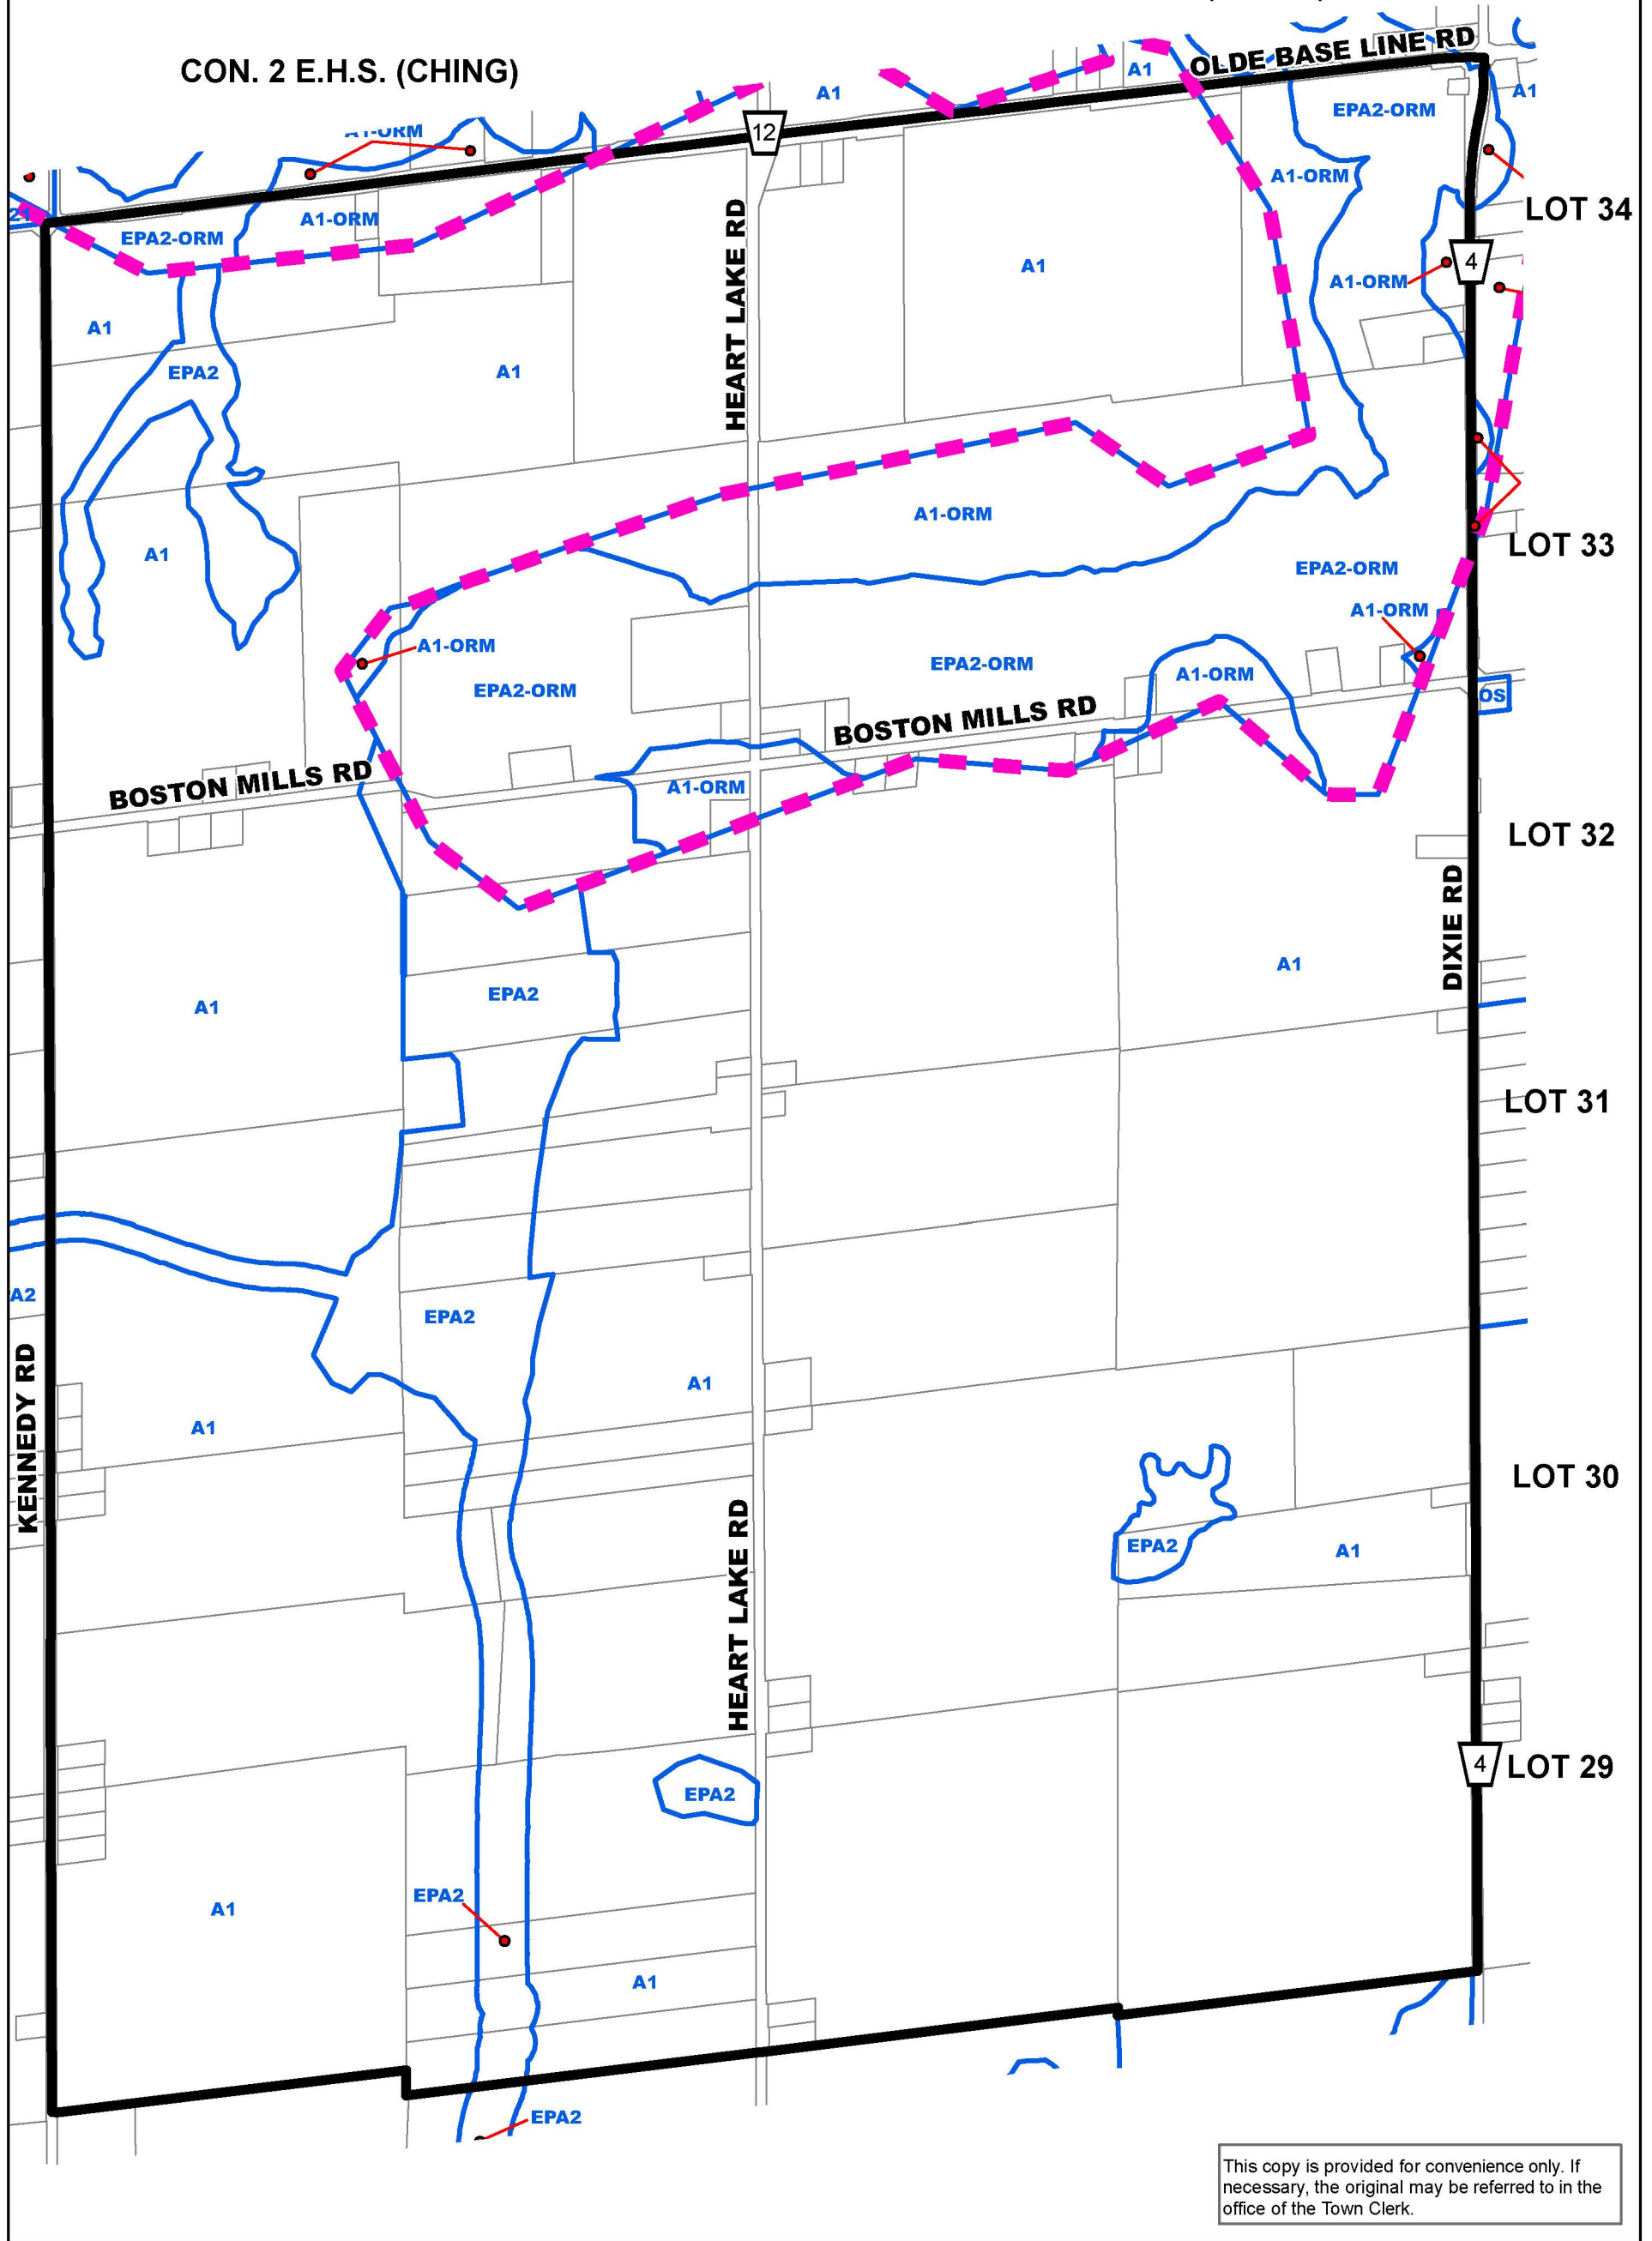 CON. 2 E.H.S. (CHING)
OLDE BASE LINE RD
A1
A1
A1
EPA2-ORM
12
A1-ORM
A1-ORM
21
EPA2-ORM
A1-ORM
LOT 34
HEART LAKE RD
A1
A1-ORM
4
A1
EPA2
A1
A1-ORM
LOT 33
A1
EPA2-ORM
A1-ORM
A1-ORM
EPA2-ORM
EPA2-ORM
A1-ORM
OS
BOSTON MILLS RD
BOSTON MILLS RD
A1-ORM
LOT 32
DIXIE RD
A1
EPA2
A1
LOT 31
A2
EPA2
KENNEDY RD
A1
A1
LOT 30
HEART LAKE RD
EPA2
A1
4
LOT 29
EPA2
EPA2
A1
A1
EPA2
This copy is provided for convenience only. If
necessary, the original may be referred to in the
office of the Town Clerk.